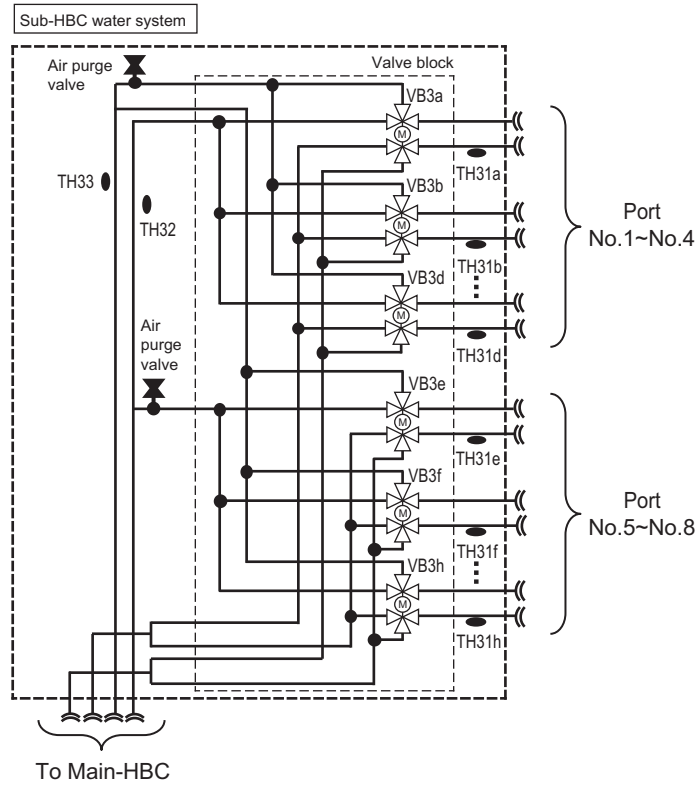 Sub-HBC water system
Air purge
valve
Valve block
VB3a
M
TH31a
TH33
TH32
VB3b
M
TH31b
VB3d
M
TH31d
Port
No.1~No.4
Air
purge
valve
VB3e
M
TH31e
VB3f
M
TH31f
VB3h
M
TH31h
Port
No.5~No.8
To Main-HBC